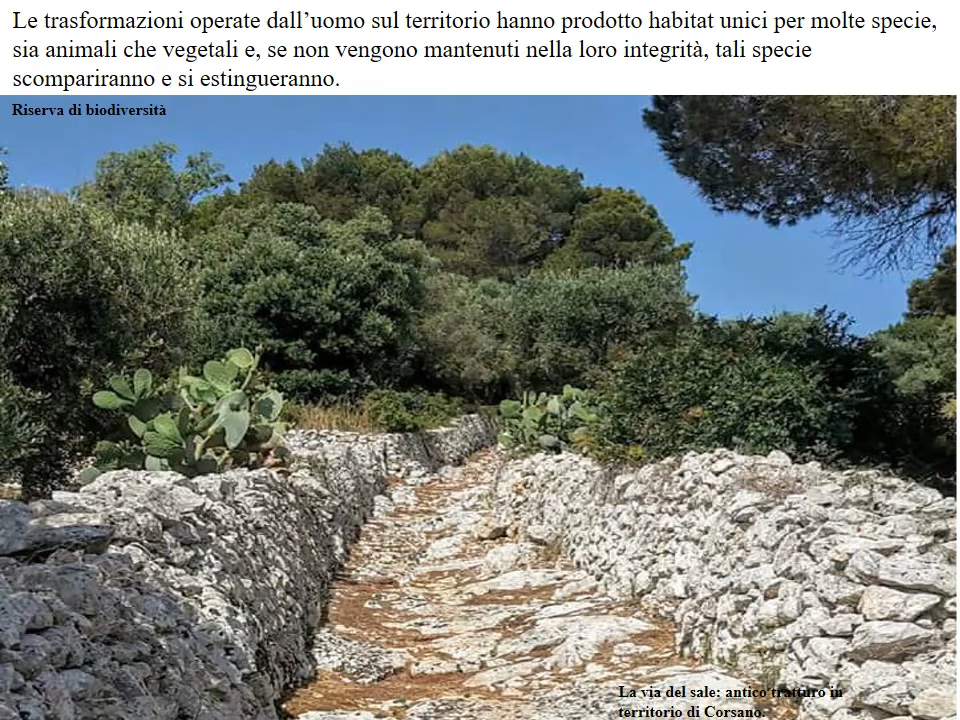 Le trasformazioni operate dall’uomo sul territorio hanno prodotto habitat unici per molte specie,
sia animali che vegetali e, se non vengono mantenuti nella loro integrità, tali specie
scompariranno e si estingueranno.
Riserva di biodiversità
La via del sale: antico tratturo in
territorio di Corsano.